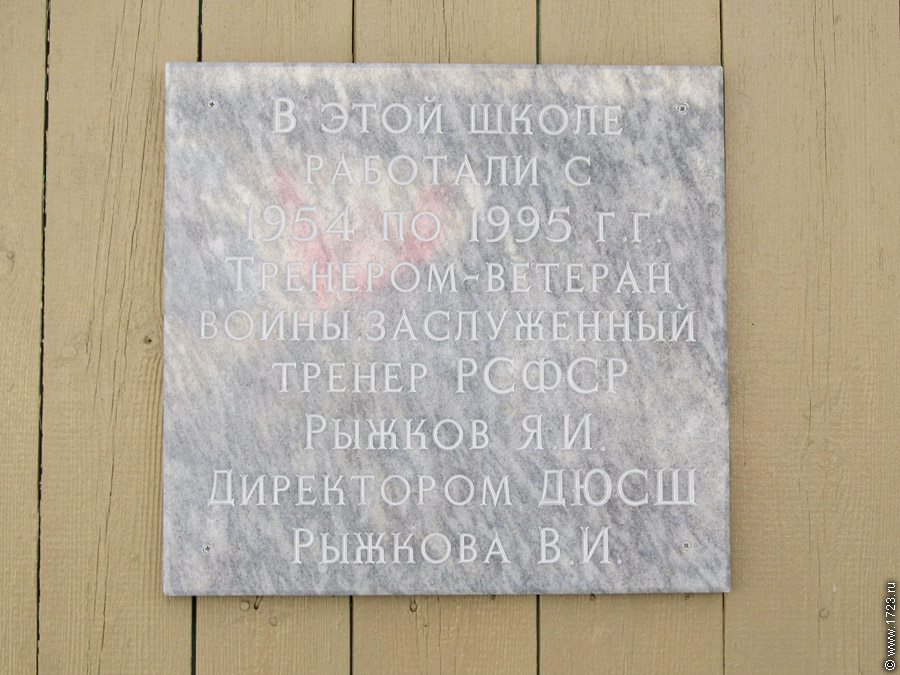 В ЭТОЙ ШКОЛЕ
РАБОТАЛИ С
1954 ПО 1995 Г.Г.
ТРЕНЕРОМ-ВЕТЕРАН
ВОЙНЫ.ЗАСЛУЖЕННЫЙ
ТРЕНЕР РСФСР
РЫЖКОВ Я.И.
ДИРЕКТОРОМ ДЮСШ
РЫЖКОВА В.И.
© www.1723.ru